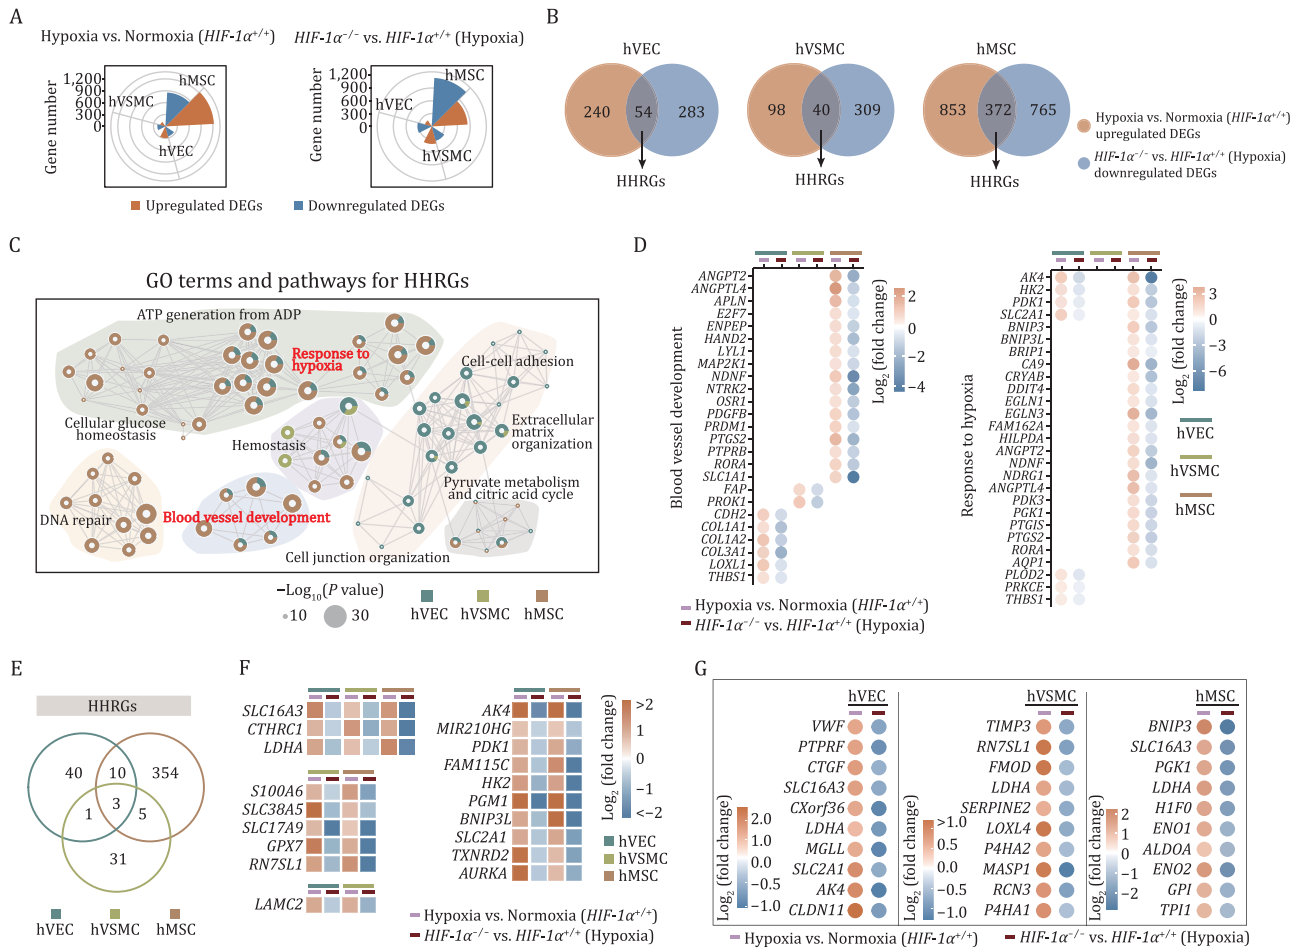 A
Hypoxia vs. Normoxia (HIF-1α+/+)
HIF-1α−/− vs. HIF-1α+/+ (Hypoxia)
Gene number
1,200
900
600
300
0
hMSC
hVSMC
hVEC
Gene number
1,200
900
600
300
0
hMSC
hVEC
hVSMC
Upregulated DEGs
Downregulated DEGs
B
hVEC
hVSMC
hMSC
240 54 283
98 40 309
853 372 765
HHRGs
HHRGs
HHRGs
Hypoxia vs. Normoxia (HIF-1α+/+)
upregulated DEGs
HIF-1α−/− vs. HIF-1α+/+ (Hypoxia)
downregulated DEGs
C
GO terms and pathways for HHRGs
ATP generation from ADP
Response to
hypoxia
Cell-cell adhesion
Cellular glucose
homeostasis
Hemostasis
Extracellular
matrix organization
Pyruvate metabolism
and citric acid cycle
DNA repair
Blood vessel development
Cell junction organization
−Log10(P value)
10 30
hVEC hVSMC hMSC
D
Blood vessel development
ANGPT2
ANGPTL4
APLN
E2F7
ENPEP
HAND2
LYL1
MAP2K1
NDNF
NTRK2
OSR1
PDGFB
PRDM1
PTGS2
PTPRB
RORA
SLC1A1
FAP
PROK1
CDH2
COL1A1
COL1A2
COL3A1
LOXL1
THBS1
2
0
−2
−4
Log2 (fold change)
Response to hypoxia
AK4
HK2
PDK1
SLC2A1
BNIP3
BNIP3L
BRIP1
CA9
CRYAB
DDIT4
EGLN1
EGLN3
FAM162A
HILPDA
ANGPT2
NDNF
NDRG1
ANGPTL4
PDK3
PGK1
PTGIS
PTGS2
RORA
AQP1
PLOD2
PRKCE
THBS1
3
0
−3
−6
Log2 (fold change)
hVEC
hVSMC
hMSC
Hypoxia vs. Normoxia (HIF-1α+/+)
HIF-1α−/− vs. HIF-1α+/+ (Hypoxia)
E
HHRGs
40 10 354
1 3 5
31
hVEC hVSMC hMSC
F
SLC16A3
CTHRC1
LDHA
S100A6
SLC38A5
SLC17A9
GPX7
RN7SL1
LAMC2
AK4
MIR210HG
PDK1
FAM115C
HK2
PGM1
BNIP3L
SLC2A1
TXNRD2
AURKA
>2
1
0
−1
<−2
Log2 (fold change)
hVEC
hVSMC
hMSC
Hypoxia vs. Normoxia (HIF-1α+/+)
HIF-1α−/− vs. HIF-1α+/+ (Hypoxia)
G
hVEC
VWF
PTPRF
CTGF
SLC16A3
CXorf36
LDHA
MGLL
SLC2A1
AK4
CLDN11
Log2 (fold change)
2.0
1.0
0.0
−0.5
−1.0
hVSMC
TIMP3
RN7SL1
FMOD
LDHA
SERPINE2
LOXL4
P4HA2
MASP1
RCN3
P4HA1
Log2 (fold change)
>1.0
0.5
0.0
−0.5
−1.0
hMSC
BNIP3
SLC16A3
PGK1
LDHA
H1F0
ENO1
ALDOA
ENO2
GPI
TPI1
Log2 (fold change)
2
1
0
−1
−2
Hypoxia vs. Normoxia (HIF-1α+/+)
HIF-1α−/− vs. HIF-1α+/+ (Hypoxia)